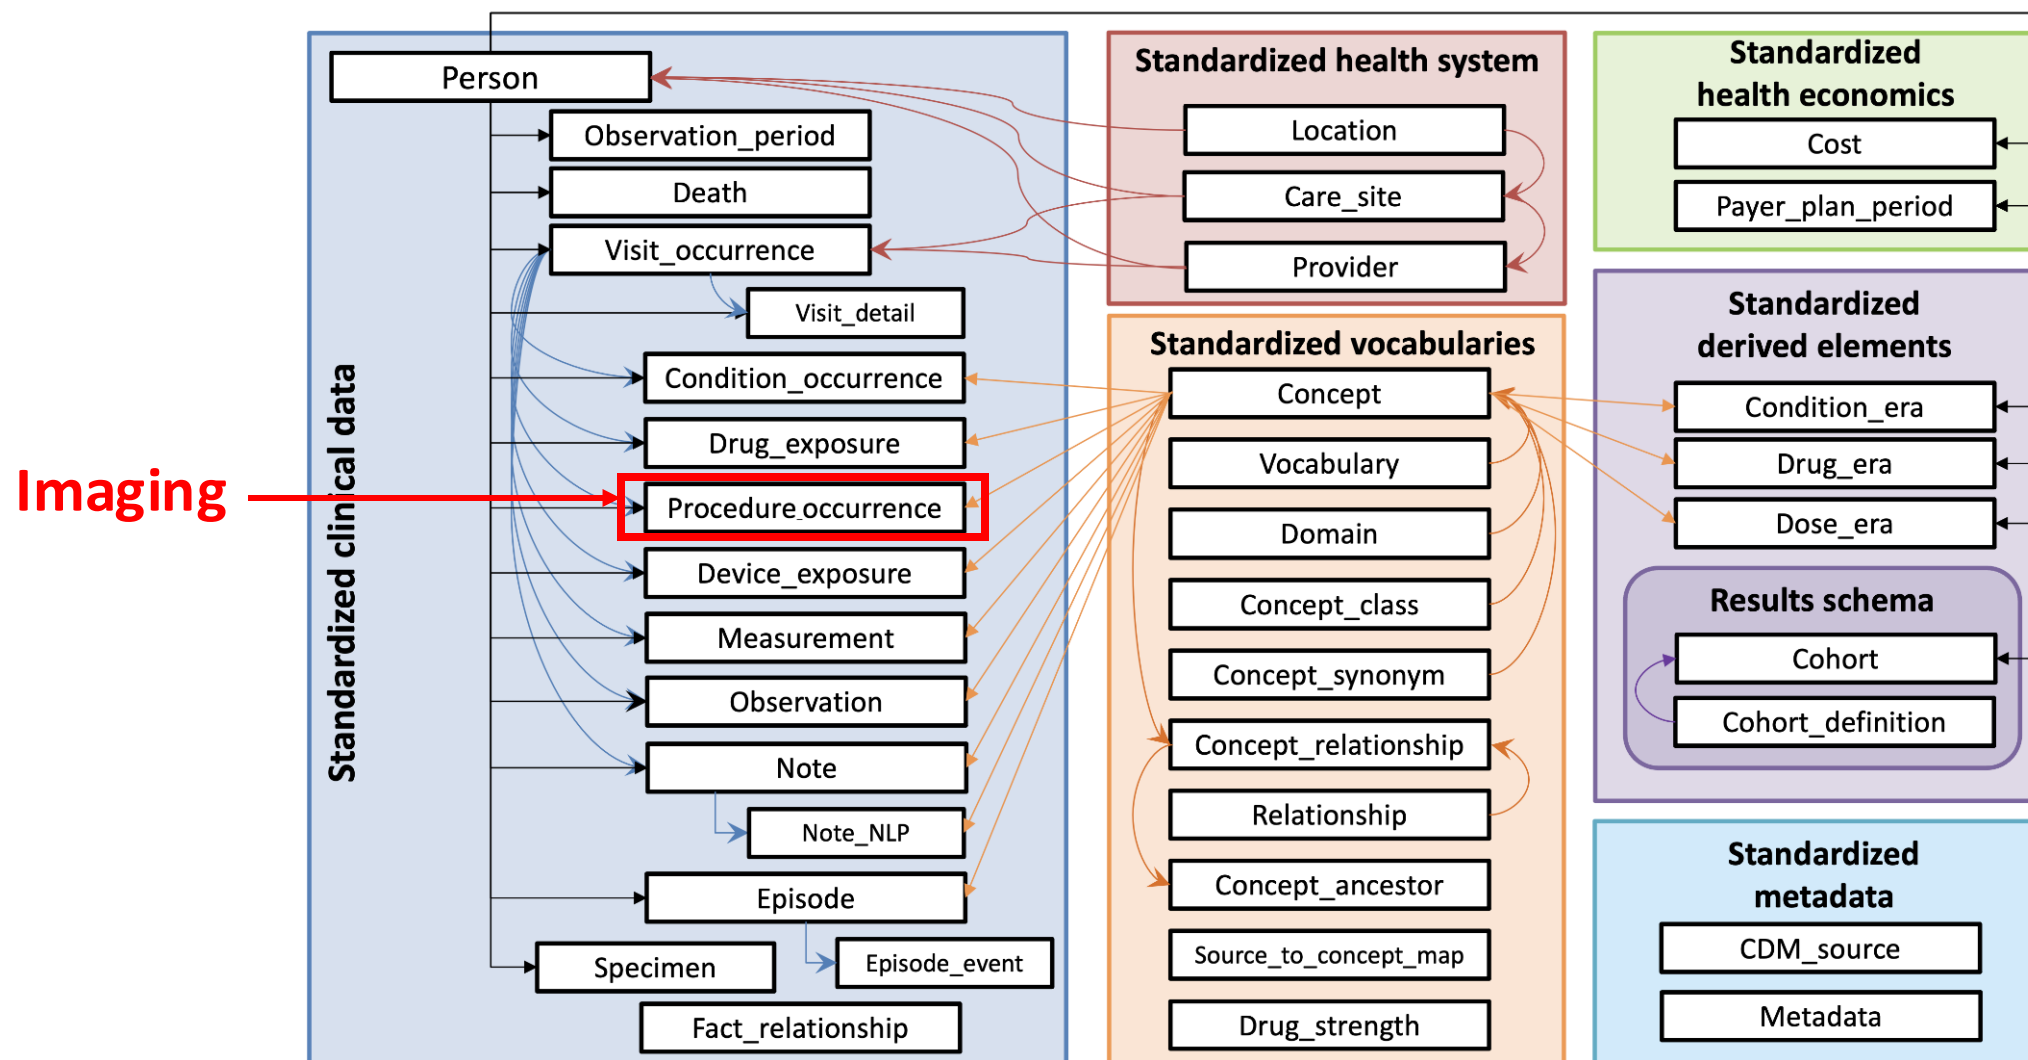 Imaging
Standardized clinical data
Person
Observation_period
Death
Visit_occurrence
Visit_detail
Condition_occurrence
Drug_exposure
Procedure_occurrence
Device_exposure
Measurement
Observation
Note
Note_NLP
Episode
Episode_event
Specimen
Fact_relationship
Standardized health system
Location
Care_site
Provider
Standardized vocabularies
Concept
Vocabulary
Domain
Concept_class
Concept_synonym
Concept_relationship
Relationship
Concept_ancestor
Source_to_concept_map
Drug_strength
Standardized
health economics
Cost
Payer_plan_period
Standardized
derived elements
Condition_era
Drug_era
Dose_era
Results schema
Cohort
Cohort_definition
Standardized
metadata
CDM_source
Metadata